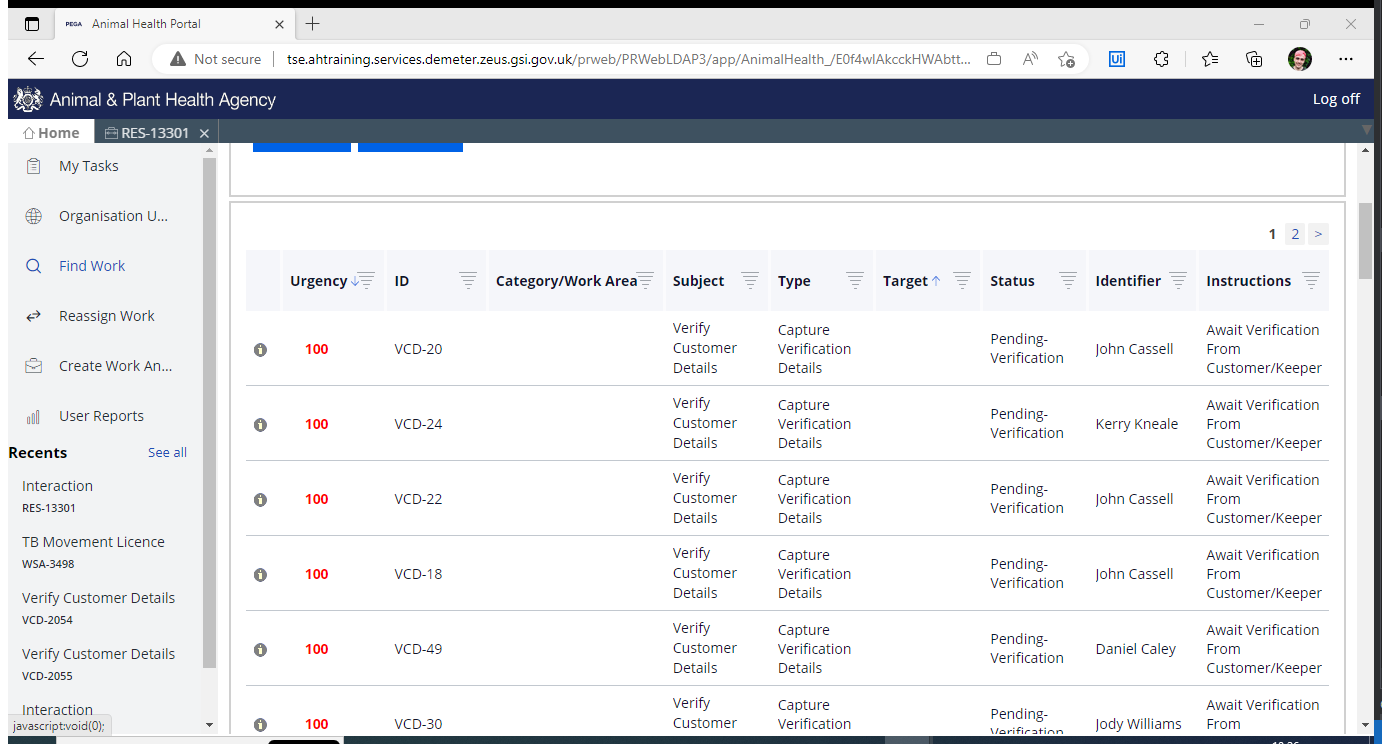 PEGA Animal Health Portal
Not secure tse.ahtraining.services.demeter.zeus.gsi.gov.uk/prweb/PRWebLDAP3/app/AnimalHealth_/E0f4wlAkcckHWAbtt...
Animal & Plant Health Agency
Log off
Home
RES-13301
My Tasks
Organisation U...
Find Work
Reassign Work
Create Work An...
User Reports
Recents See all
Interaction
RES-13301
TB Movement Licence
WSA-3498
Verify Customer Details
VCD-2054
Verify Customer Details
VCD-2055
Interaction
javascript:void(0);
1 2 >
Urgency ID Category/Work Area Subject Type Target Status Identifier Instructions
100 VCD-20 Verify Customer Details Capture Verification Details Pending-Verification John Cassell Await Verification From Customer/Keeper
100 VCD-24 Verify Customer Details Capture Verification Details Pending-Verification Kerry Kneale Await Verification From Customer/Keeper
100 VCD-22 Verify Customer Details Capture Verification Details Pending-Verification John Cassell Await Verification From Customer/Keeper
100 VCD-18 Verify Customer Details Capture Verification Details Pending-Verification John Cassell Await Verification From Customer/Keeper
100 VCD-49 Verify Customer Details Capture Verification Details Pending-Verification Daniel Caley Await Verification From Customer/Keeper
100 VCD-30 Verify Customer Capture Verification Pending-Verification Jody Williams Await Verification From